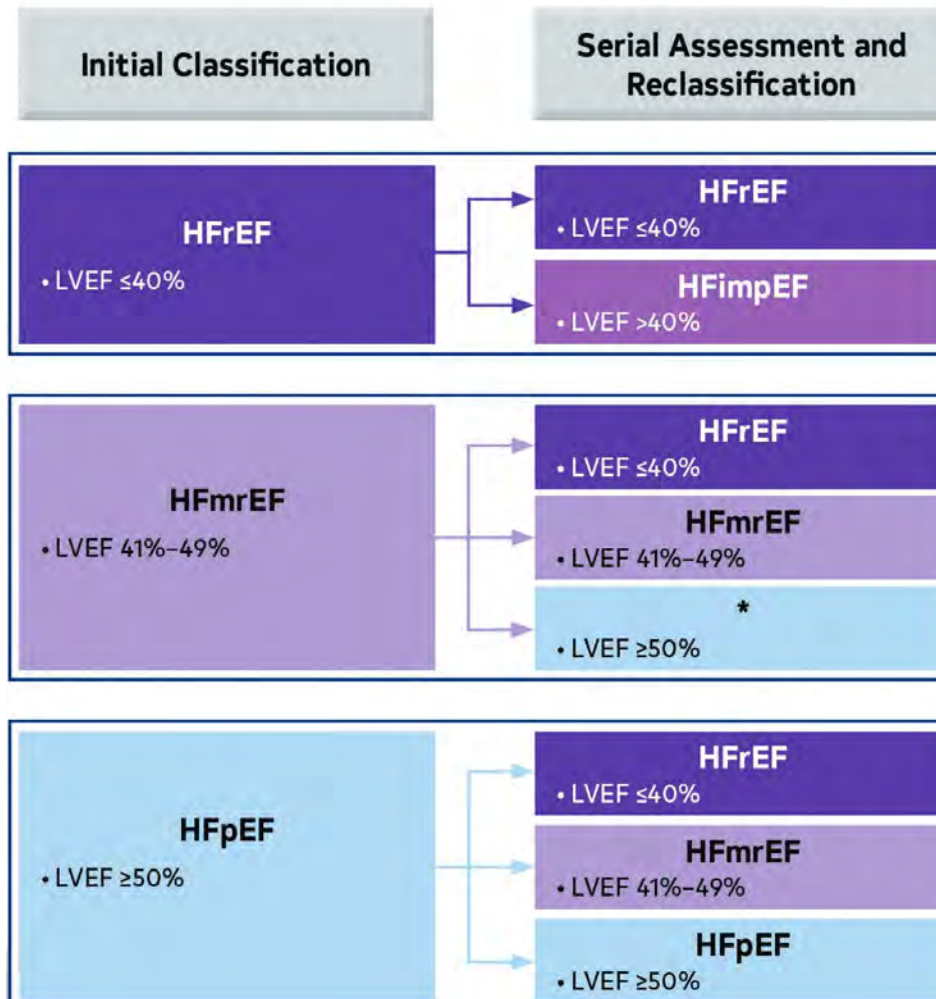 Initial Classification
Serial Assessment and
Reclassification
HFrEF
• LVEF ≤40%
HFrEF
• LVEF ≤40%
HFimpEF
• LVEF >40%
HFmrEF
• LVEF 41%–49%
HFrEF
• LVEF ≤40%
HFmrEF
• LVEF 41%–49%
*
• LVEF ≥50%
HFpEF
• LVEF ≥50%
HFrEF
• LVEF ≤40%
HFmrEF
• LVEF 41%–49%
HFpEF
• LVEF ≥50%